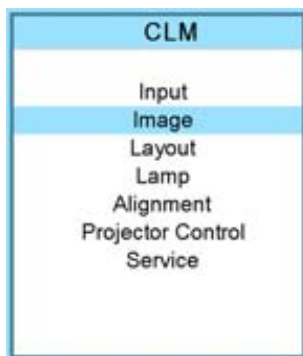 CLM
Input
Image
Layout
Lamp
Alignment
Projector Control
Service